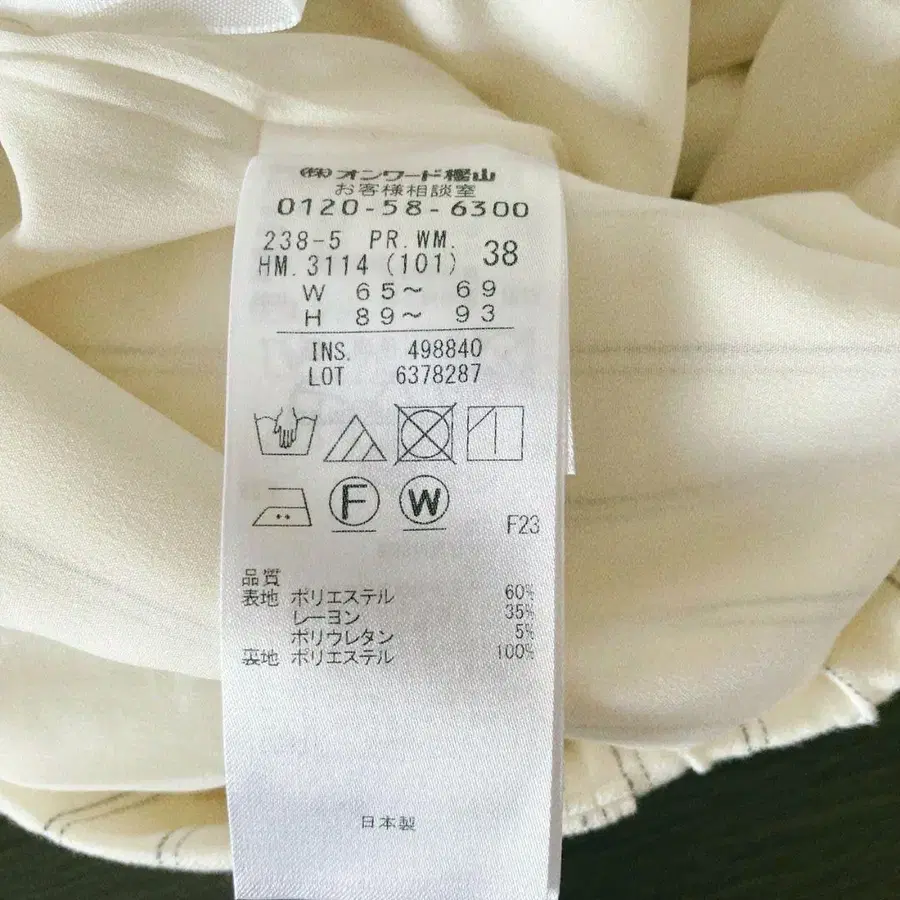 ㈱オンワード樫山
お客様相談室
0120-58-6300
238-5 PR.WM.
HM.3114 (101) 38
W 65～ 69
H 89～ 93
INS. 498840
LOT 6378287
F W
F23
品質
表地 ポリエステル 60%
レーヨン 35%
ポリウレタン 5%
裏地 ポリエステル 100%
日本製